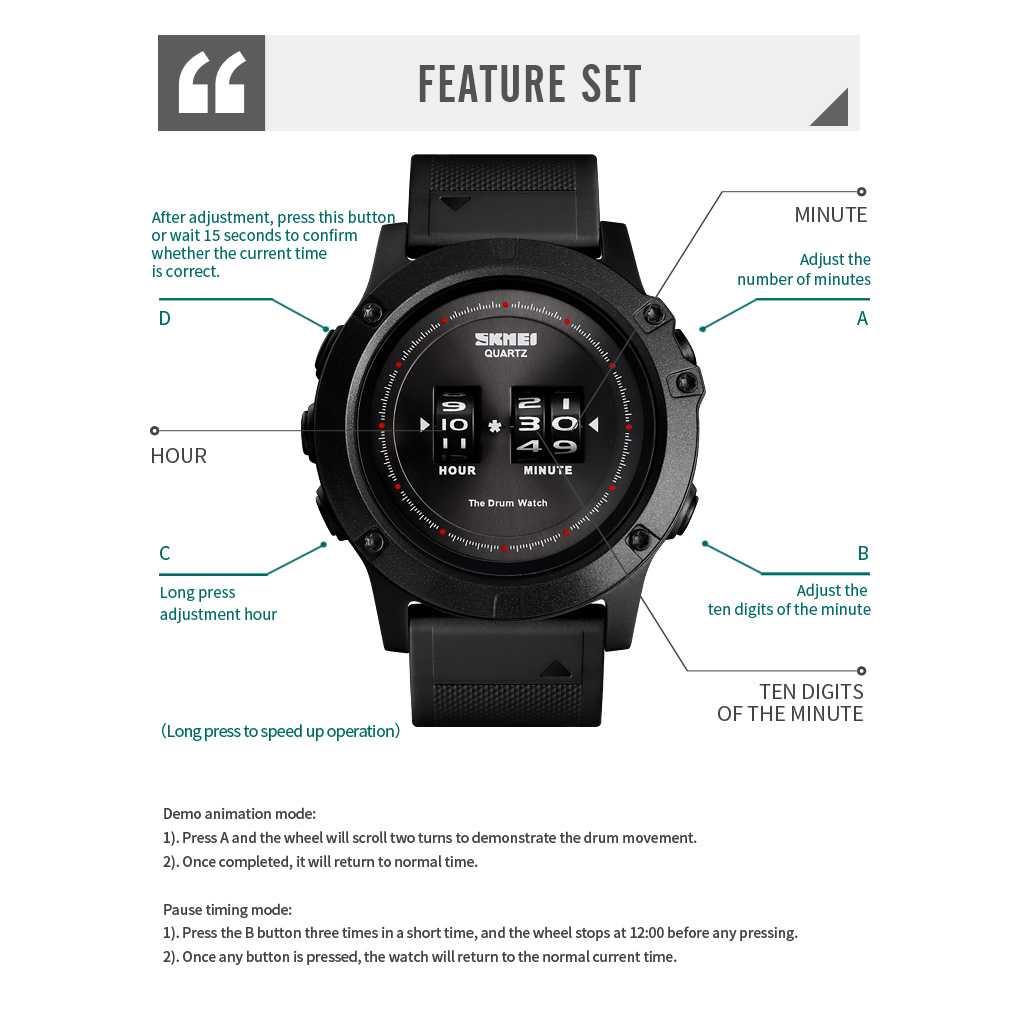 FEATURE SET
After adjustment, press this button
or wait 15 seconds to confirm
whether the current time
is correct.
D
MINUTE
Adjust the
number of minutes
A
SKMEI
QUARTZ
9 2 1
10 * 3 0
11 4 9
HOUR MINUTE
The Drum Watch
HOUR
C
Long press
adjustment hour
B
Adjust the
ten digits of the minute
TEN DIGITS
OF THE MINUTE
(Long press to speed up operation)
Demo animation mode:
1). Press A and the wheel will scroll two turns to demonstrate the drum movement.
2). Once completed, it will return to normal time.
Pause timing mode:
1). Press the B button three times in a short time, and the wheel stops at 12:00 before any pressing.
2). Once any button is pressed, the watch will return to the normal current time.